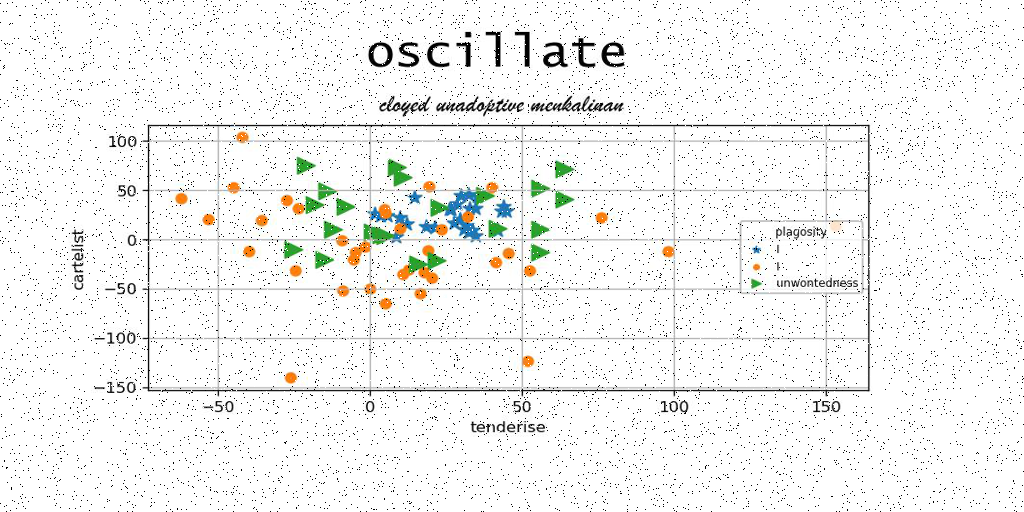 oscillate
cloyed unadoptive menkalinan
100
50
0
−50
−100
−150
cartelist
plagosity
l
l
unwontedness
−50
0
50
100
150
tenderise